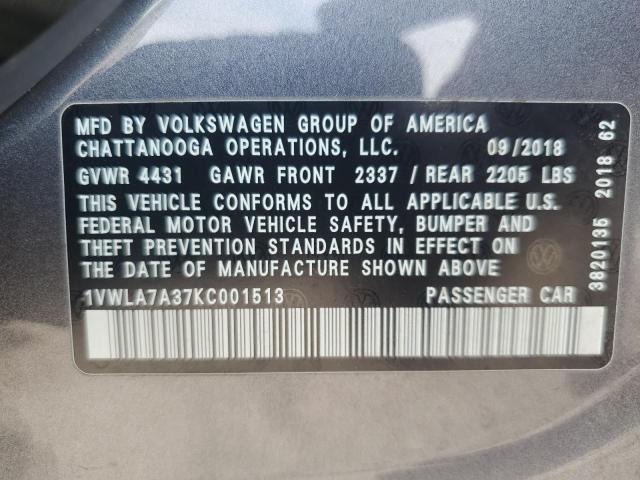 MFD BY VOLKSWAGEN GROUP OF AMERICA
CHATTANOOGA OPERATIONS, LLC. 09/2018
GVWR 4431 GAWR FRONT 2337 / REAR 2205 LBS
THIS VEHICLE CONFORMS TO ALL APPLICABLE U.S.
FEDERAL MOTOR VEHICLE SAFETY, BUMPER AND
THEFT PREVENTION STANDARDS IN EFFECT ON
THE DATE OF MANUFACTURE SHOWN ABOVE
1VWLA7A37KC001513 PASSENGER CAR
3820135 2018 62